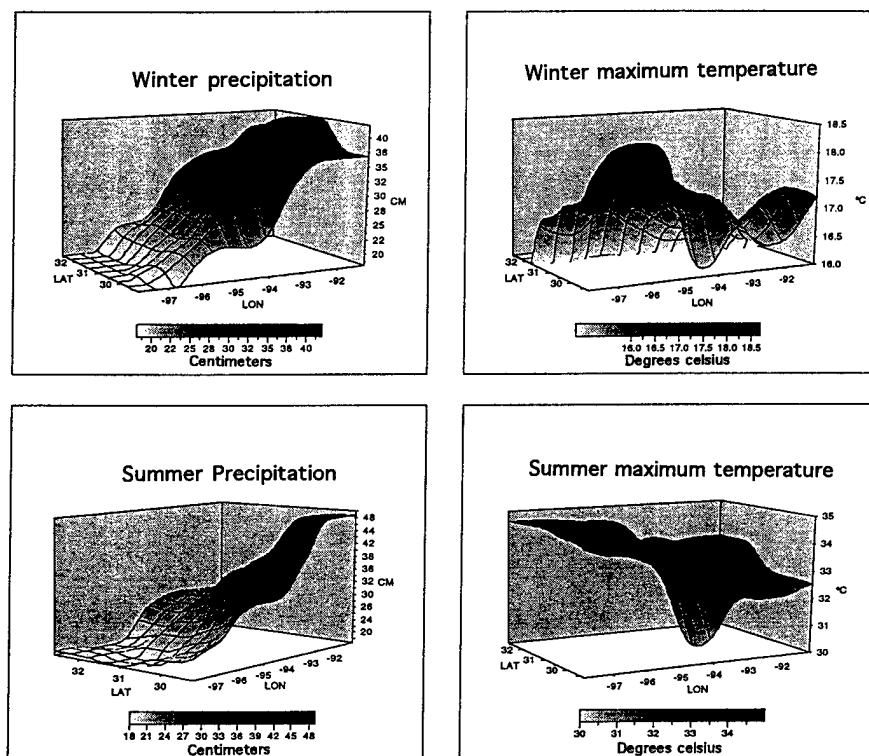 Winter precipitation
40
38
35
32
30
28
25
22
20
CM
32
31
30
LAT
-97
-96
-95
-94
-93
-92
LON
20 22 24 25 28 30 32 35 38 40
Centimeters
Winter maximum temperature
18.5
18.0
17.5
17.0
16.5
16.0
°C
32
31
30
LAT
-97
-96
-95
-94
-93
-92
LON
16.0 16.5 17.0 17.5 18.0 18.5
Degrees celsius
Summer Precipitation
48
44
42
38
36
32
30
26
24
20
CM
32
31
30
LAT
-97
-96
-95
-94
-93
-92
LON
18 21 24 27 30 33 36 39 42 45 48
Centimeters
Summer maximum temperature
35
34
33
32
31
30
°C
32
31
30
LAT
-97
-96
-95
-94
-93
-92
LON
30 31 32 33 34
Degrees celsius